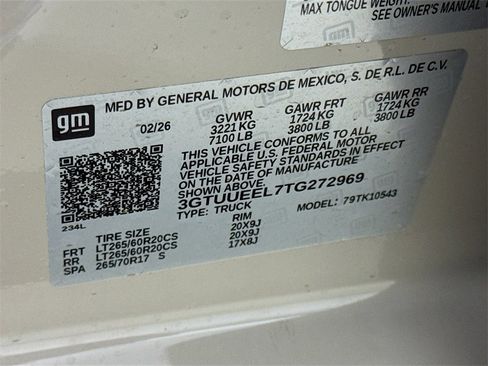 MAX TONGUE WEIGHT:
SEE OWNER'S MANUAL
gm
MFD BY GENERAL MOTORS DE MEXICO, S. DE R.L. DE C.V.
02/26 GVWR GAWR FRT GAWR RR
3221 KG 1724 KG 1724 KG
7100 LB 3800 LB 3800 LB
THIS VEHICLE CONFORMS TO ALL
APPLICABLE U.S. FEDERAL MOTOR
VEHICLE SAFETY STANDARDS IN EFFECT
ON THE DATE OF MANUFACTURE
3GTUUEEL7TG272969
TYPE: TRUCK MODEL: 79TK10543
234L
TIRE SIZE RIM
FRT LT265/60R20CS 20X9J
RR LT265/60R20CS 20X9J
SPA 265/70R17 S 17X8J